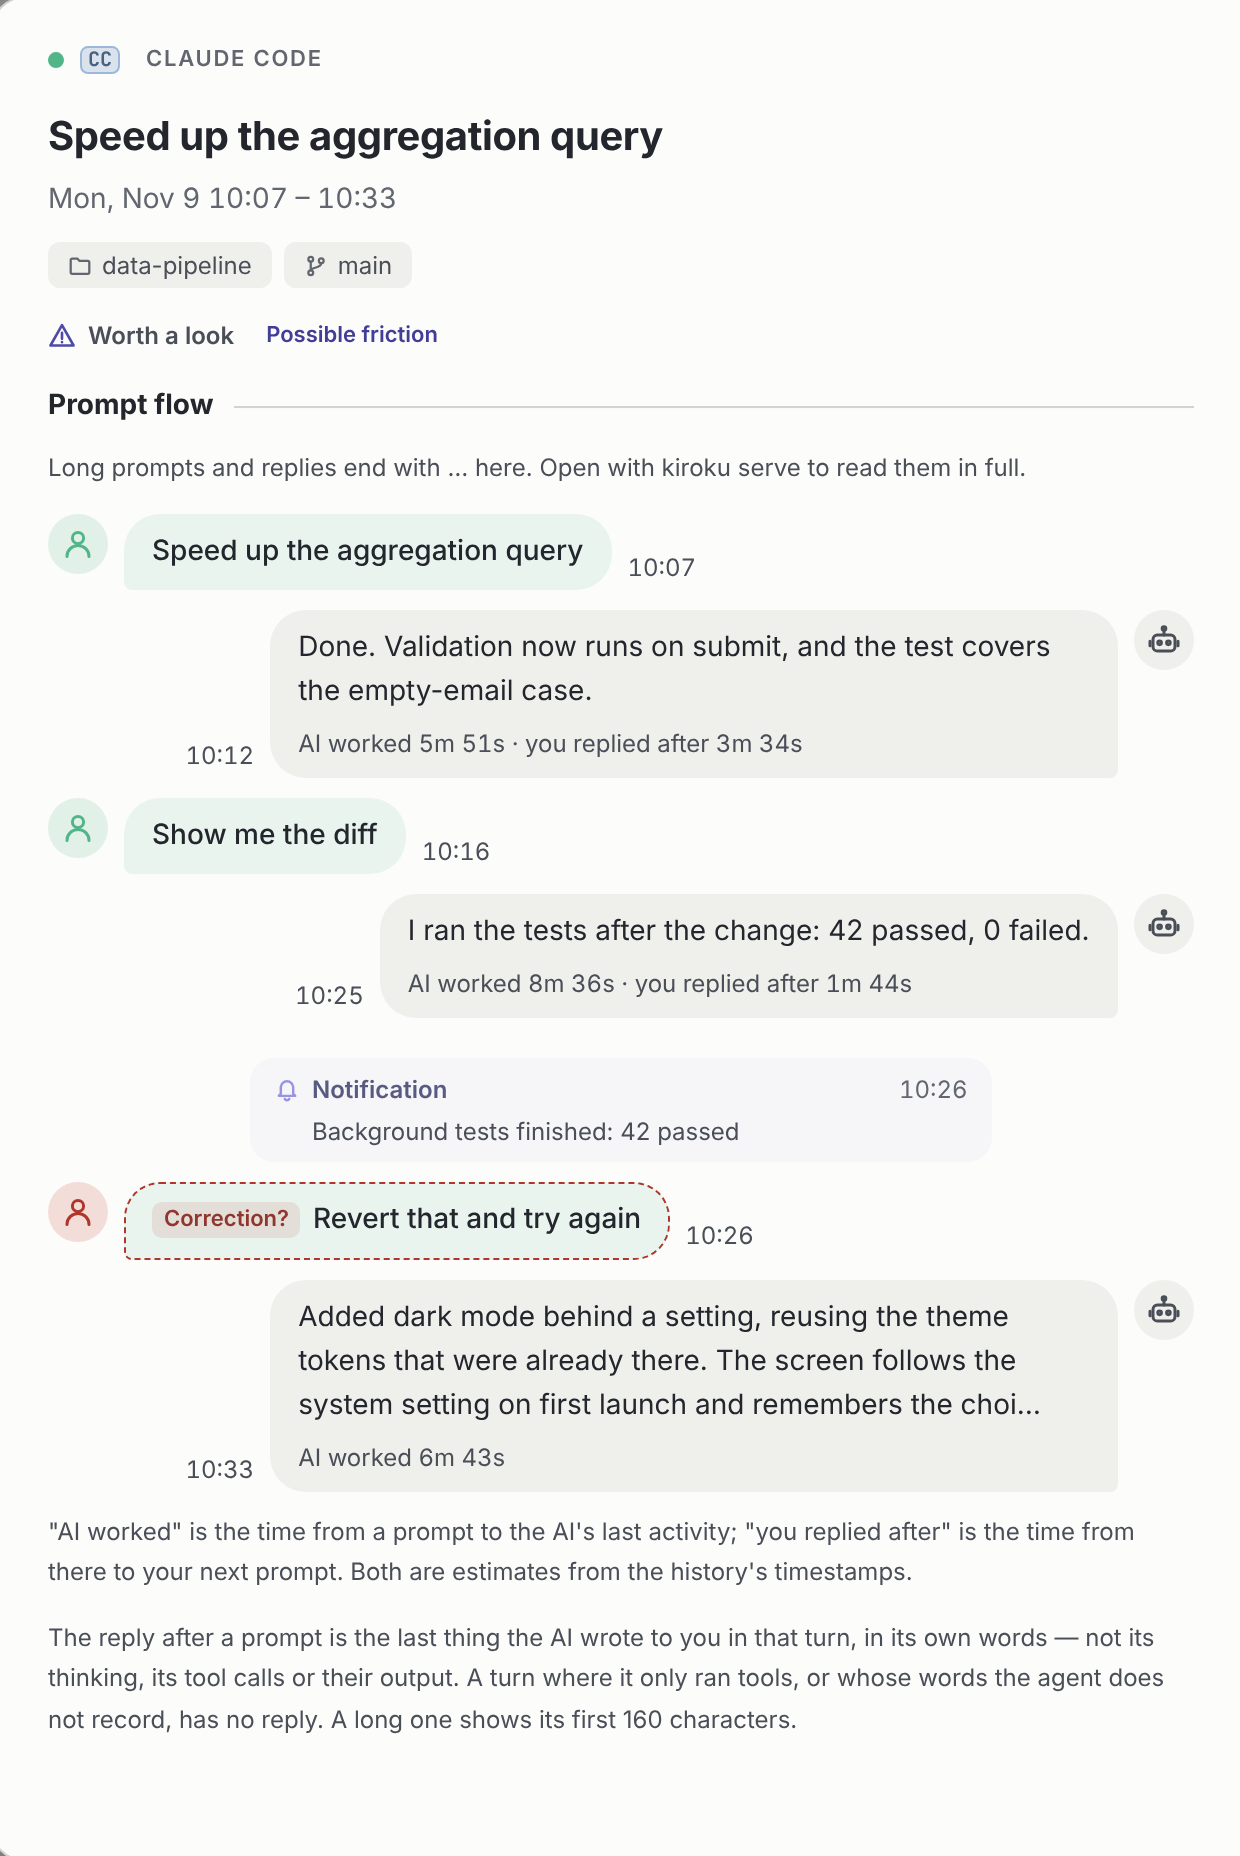 CC CLAUDE CODE
Speed up the aggregation query
Mon, Nov 9 10:07 – 10:33
data-pipeline main
Worth a look Possible friction
Prompt flow
Long prompts and replies end with … here. Open with kiroku serve to read them in full.
Speed up the aggregation query
10:07
Done. Validation now runs on submit, and the test covers
the empty-email case.
AI worked 5m 51s · you replied after 3m 34s
10:12
Show me the diff
10:16
I ran the tests after the change: 42 passed, 0 failed.
AI worked 8m 36s · you replied after 1m 44s
10:25
Notification 10:26
Background tests finished: 42 passed
Correction? Revert that and try again
10:26
Added dark mode behind a setting, reusing the theme
tokens that were already there. The screen follows the
system setting on first launch and remembers the choi…
AI worked 6m 43s
10:33
"AI worked" is the time from a prompt to the AI's last activity; "you replied after" is the time from
there to your next prompt. Both are estimates from the history's timestamps.
The reply after a prompt is the last thing the AI wrote to you in that turn, in its own words — not its
thinking, its tool calls or their output. A turn where it only ran tools, or whose words the agent does
not record, has no reply. A long one shows its first 160 characters.